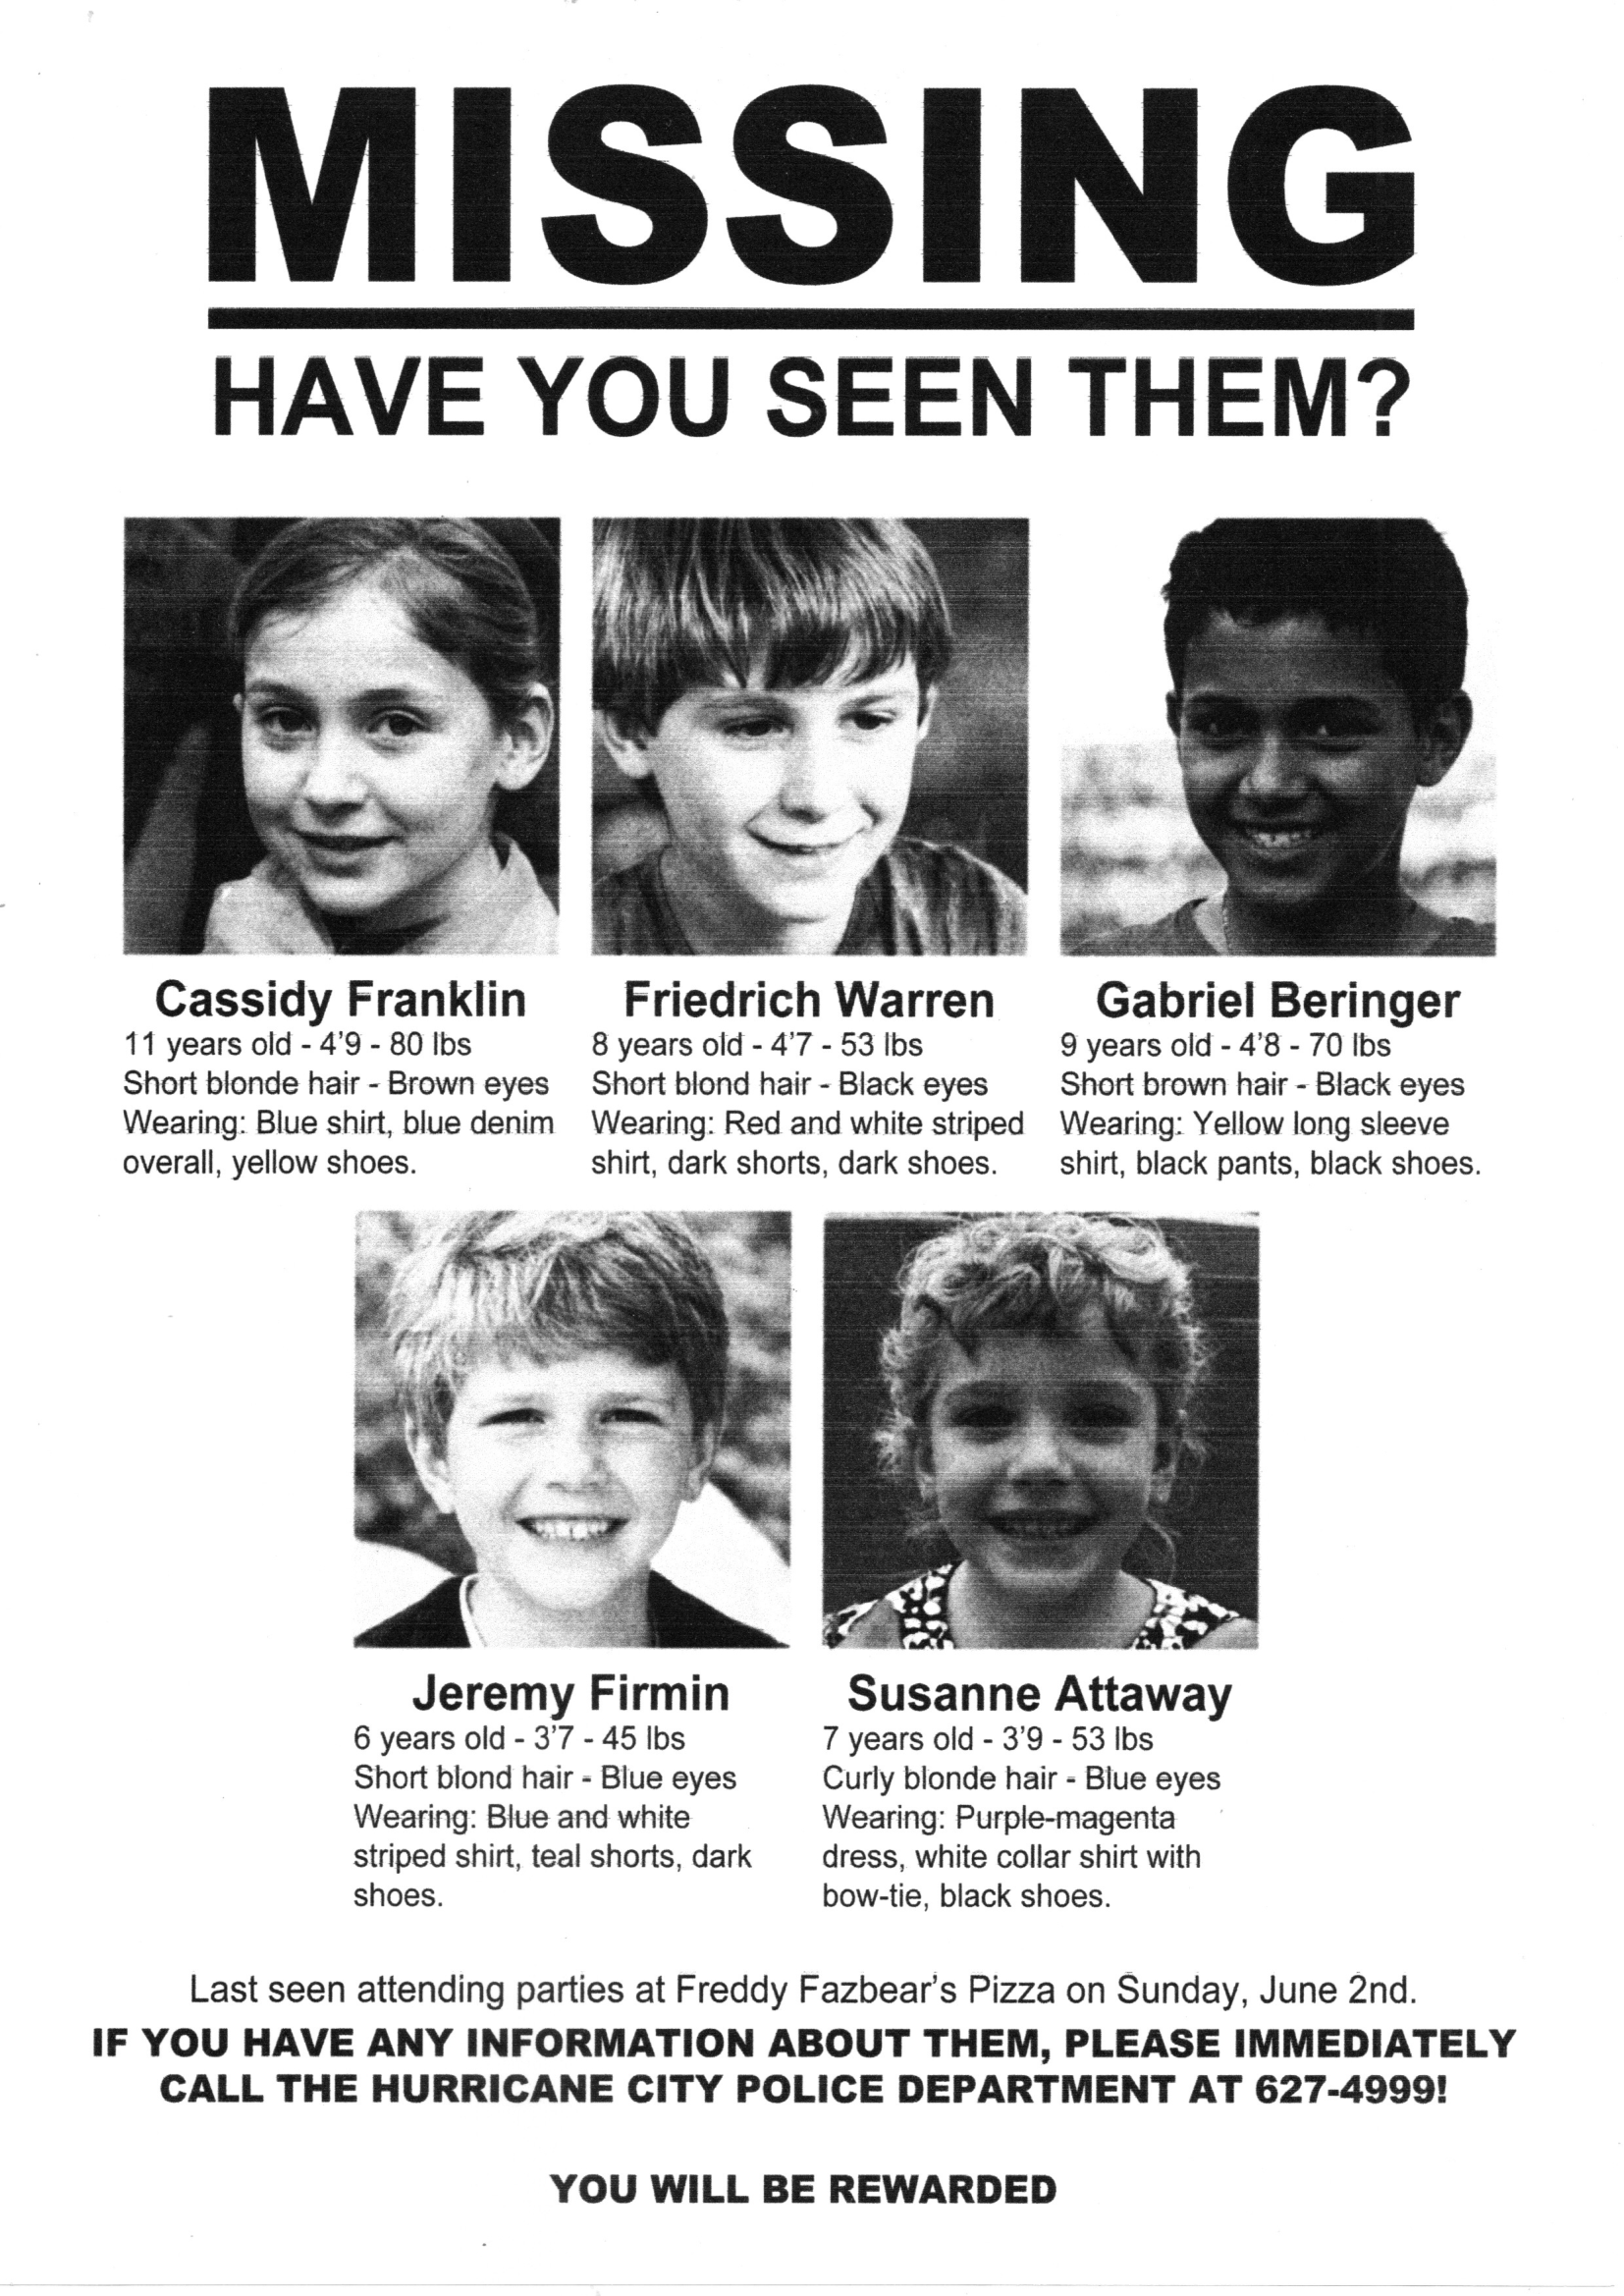 MISSING
HAVE YOU SEEN THEM?
Cassidy Franklin
11 years old - 4'9 - 80 lbs
Short blonde hair - Brown eyes
Wearing: Blue shirt, blue denim
overall, yellow shoes.
Friedrich Warren
8 years old - 4'7 - 53 lbs
Short blond hair - Black eyes
Wearing: Red and white striped
shirt, dark shorts, dark shoes.
Gabriel Beringer
9 years old - 4'8 - 70 lbs
Short brown hair - Black eyes
Wearing: Yellow long sleeve
shirt, black pants, black shoes.
Jeremy Firmin
6 years old - 3'7 - 45 lbs
Short blond hair - Blue eyes
Wearing: Blue and white
striped shirt, teal shorts, dark
shoes.
Susanne Attaway
7 years old - 3'9 - 53 lbs
Curly blonde hair - Blue eyes
Wearing: Purple-magenta
dress, white collar shirt with
bow-tie, black shoes.
Last seen attending parties at Freddy Fazbear's Pizza on Sunday, June 2nd.
IF YOU HAVE ANY INFORMATION ABOUT THEM, PLEASE IMMEDIATELY
CALL THE HURRICANE CITY POLICE DEPARTMENT AT 627-4999!
YOU WILL BE REWARDED